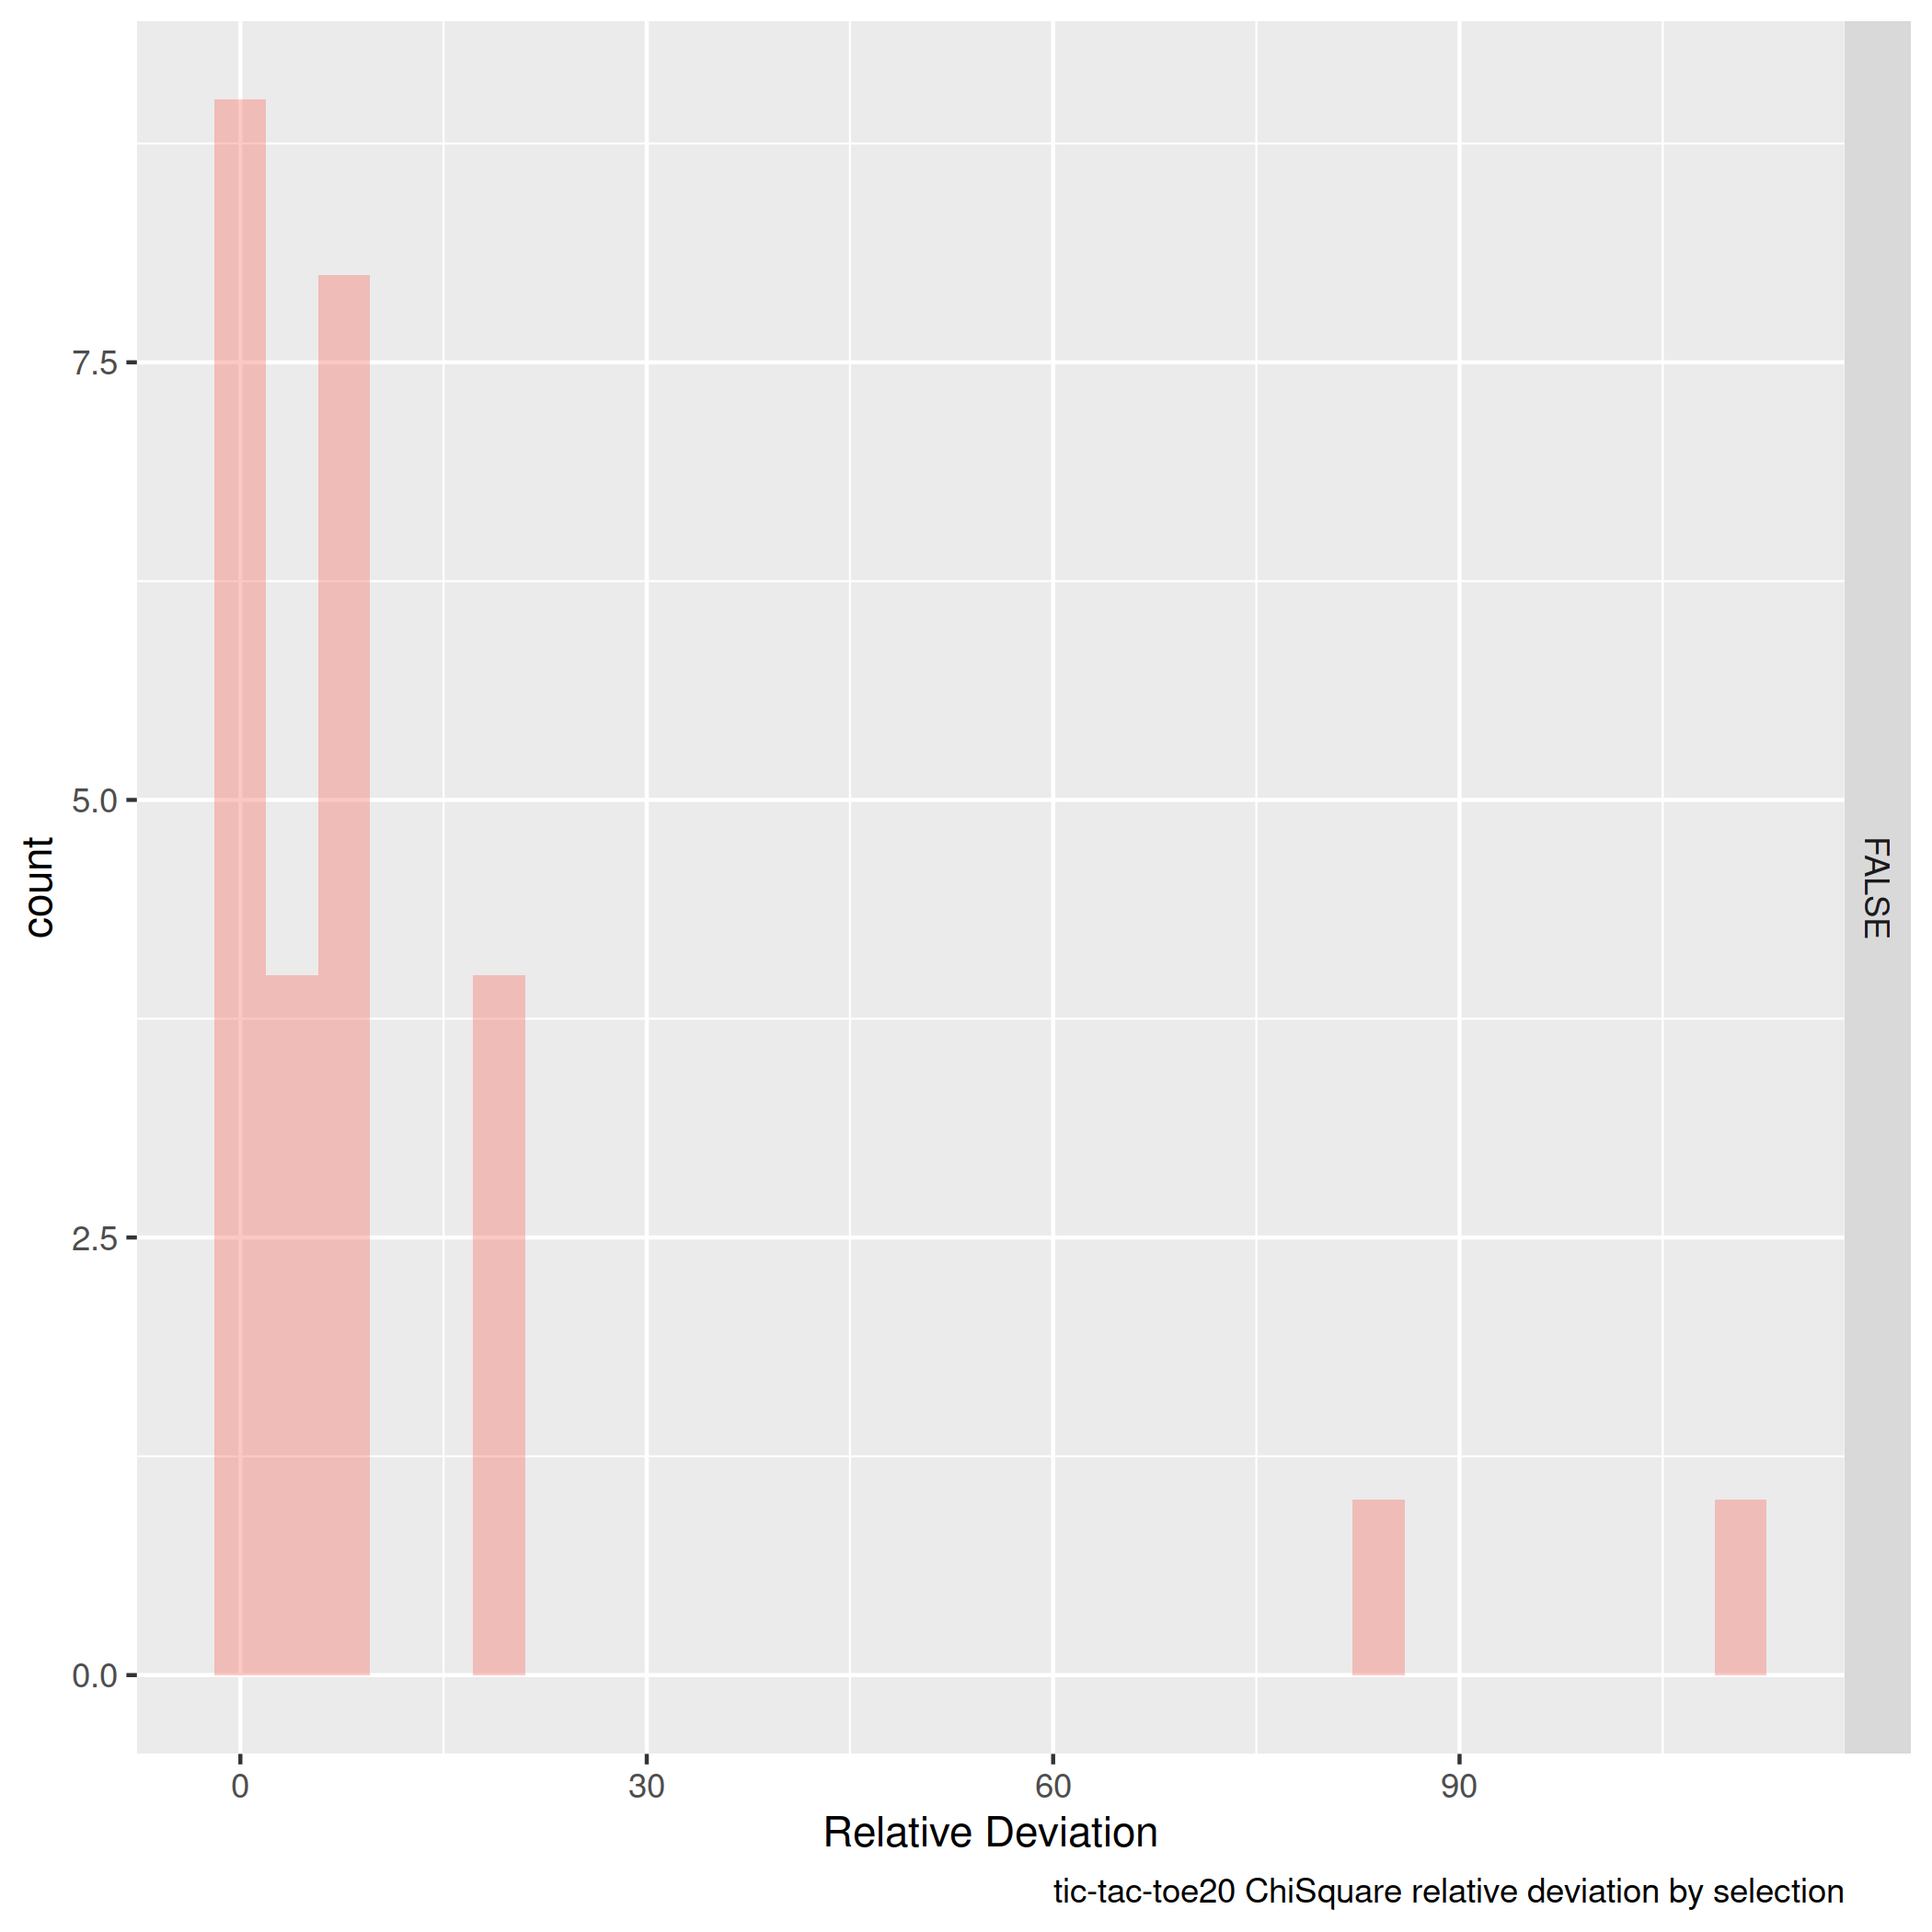 7.5
5.0
2.5
0.0
count
FALSE
0 30 60 90
Relative Deviation
tic-tac-toe20 ChiSquare relative deviation by selection